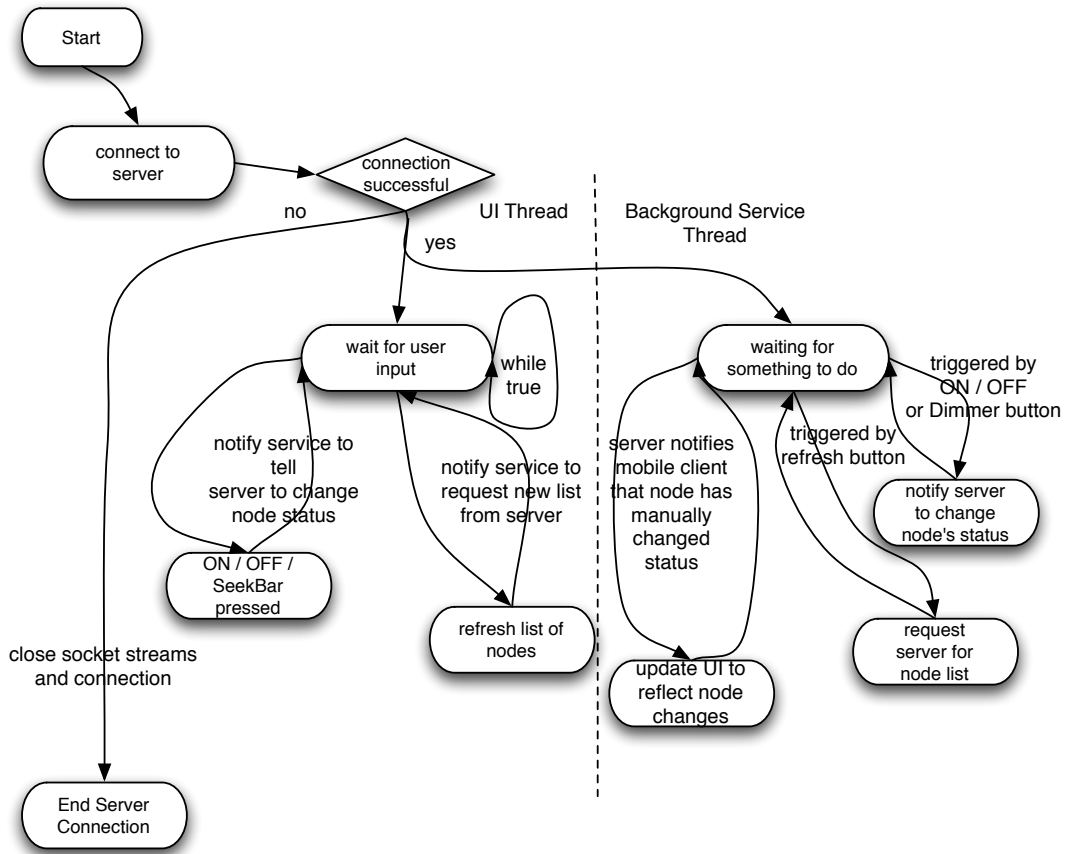 Start
connect to
server
connection
successful
no
yes
UI Thread
Background Service
Thread
wait for user
input
while
true
waiting for
something to do
triggered by
ON / OFF
or Dimmer button
notify service to
tell
server to change
node status
notify service to
request new list
from server
server notifies
mobile client
that node has
manually
changed
status
triggered by
refresh button
notify server
to change
node's status
ON / OFF /
SeekBar
pressed
refresh list of
nodes
request
server for
node list
close socket streams
and connection
update UI to
reflect node
changes
End Server
Connection